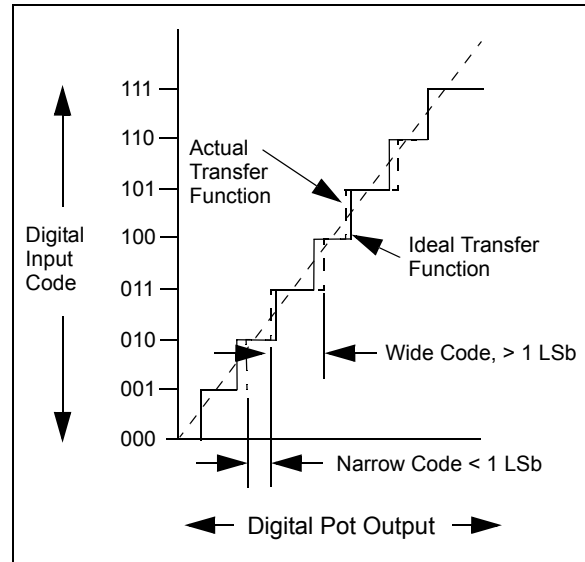 111
110
Actual
Transfer
Function
101
Digital
Input
Code
100
Ideal Transfer
Function
011
010
Wide Code, > 1 LSb
001
000
Narrow Code < 1 LSb
Digital Pot Output